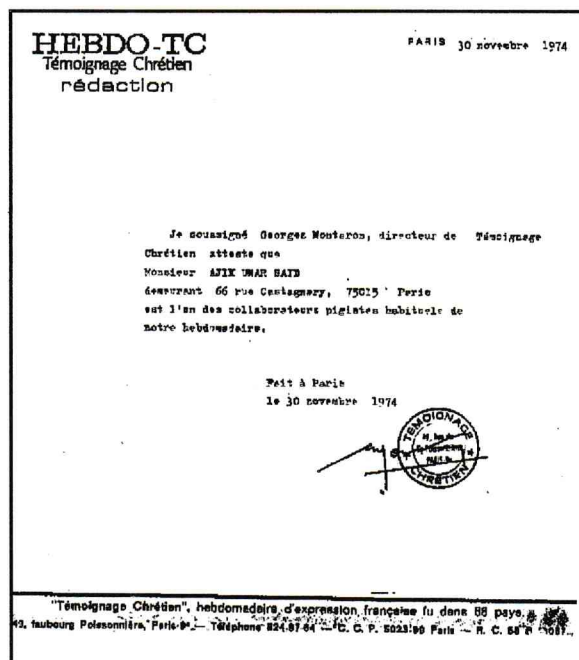 HEBDO-TC
Témoignage Chrétien
rédaction
PARIS 30 novembre 1974
Je soussigné Georges Montaron, directeur de Témoignage
Chrétien atteste que
Monsieur AJIK UMAR SAID
demeurant 66 rue Castagnary, 75015 Paris
est l'un des collaborateurs pigistes habituels de
notre hebdomadaire.
Fait à Paris
le 30 novembre 1974
TÉMOIGNAGE
CHRÉTIEN
"Témoignage Chrétien", hebdomadaire d'expression française lu dans 88 pays.
49, faubourg Poissonnière, Paris-9e — Téléphone 824.87-64 — C. C. P. 5023-99 Paris — R. C.